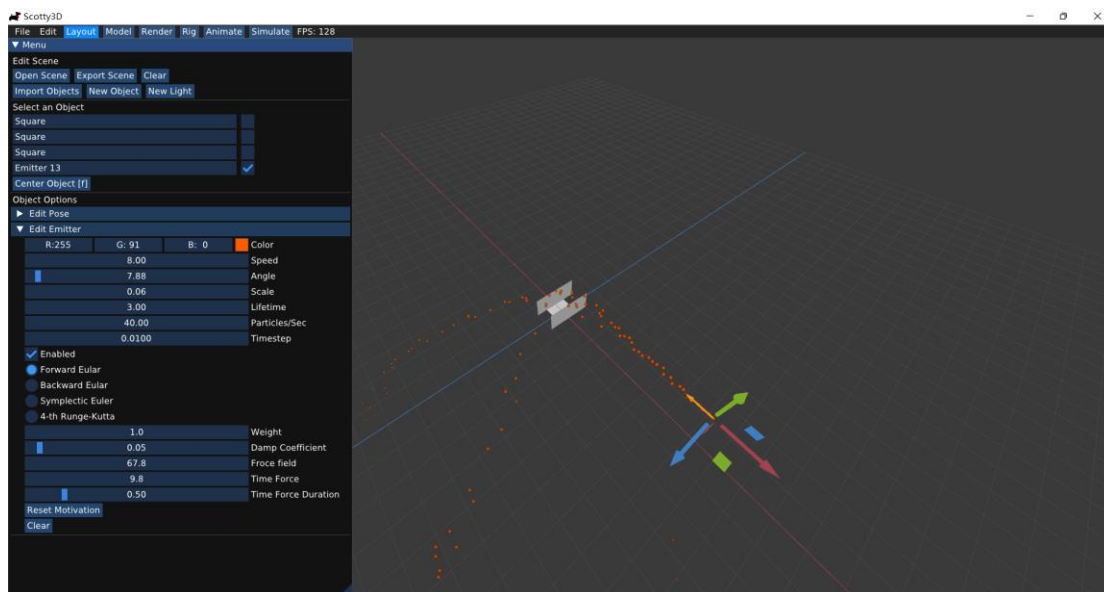 Scotty3D
File Edit Layout Model Render Rig Animate Simulate FPS: 128
Menu
Edit Scene
Open Scene Export Scene Clear
Import Objects New Object New Light
Select an Object
Square
Square
Square
Emitter 13
Center Object [f]
Object Options
Edit Pose
Edit Emitter
R:255 G: 91 B: 0 Color
8.00 Speed
7.88 Angle
0.06 Scale
3.00 Lifetime
40.00 Particles/Sec
0.0100 Timestep
Enabled
Forward Eular
Backward Eular
Symplectic Euler
4-th Runge-Kutta
1.0 Weight
0.05 Damp Coefficient
67.8 Froce field
9.8 Time Force
0.50 Time Force Duration
Reset Motivation
Clear